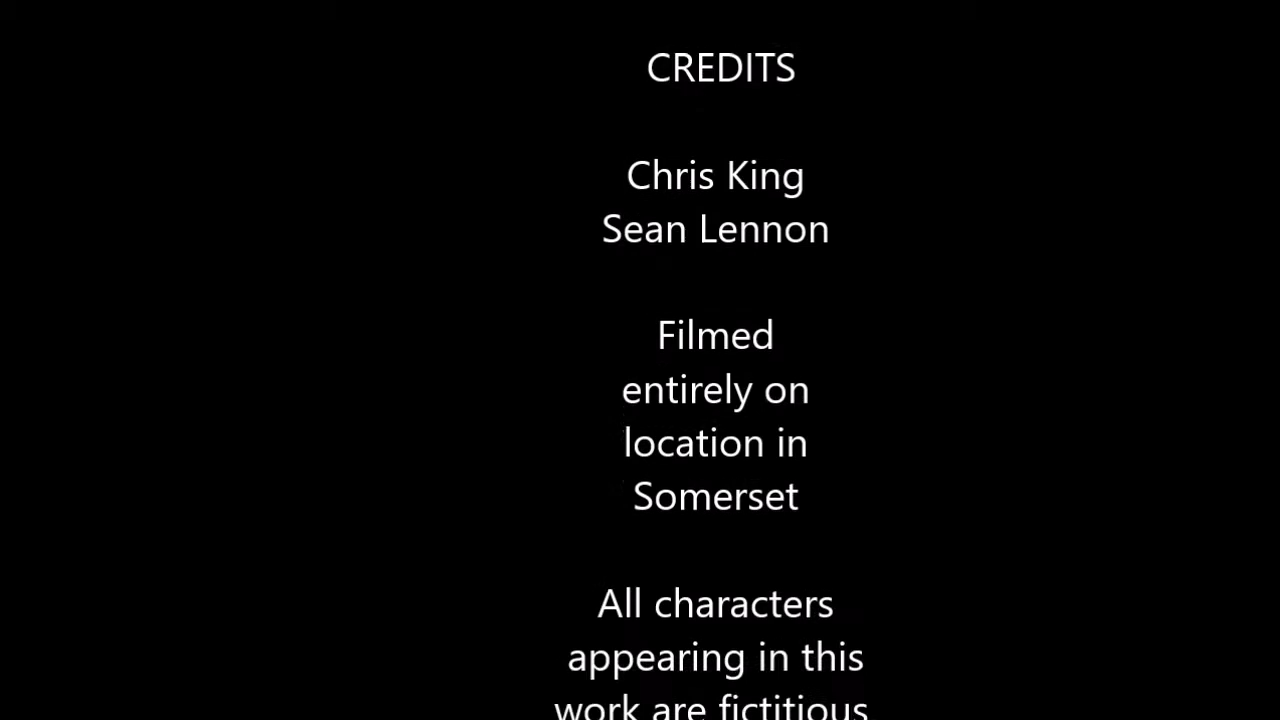 CREDITS
Chris King
Sean Lennon
Filmed
entirely on
location in
Somerset
All characters
appearing in this
work are fictitious